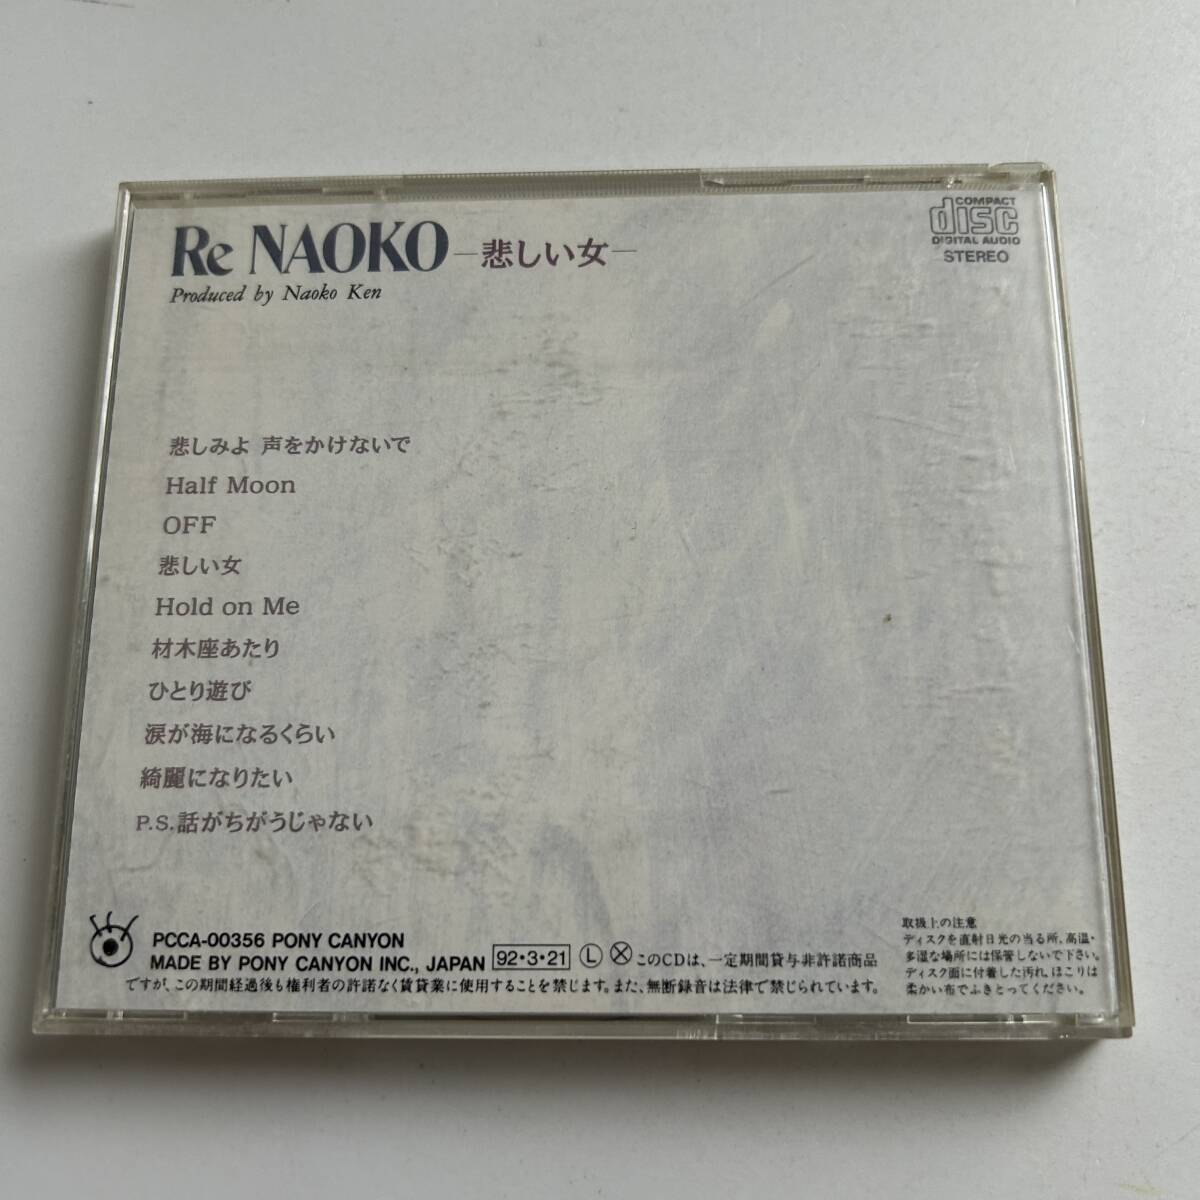 Re NAOKO —悲しい女—
Produced by Naoko Ken
COMPACT
disc
DIGITAL AUDIO
STEREO
悲しみよ 声をかけないで
Half Moon
OFF
悲しい女
Hold on Me
材木座あたり
ひとり遊び
涙が海になるくらい
綺麗になりたい
P.S.話がちがうじゃない
PCCA-00356 PONY CANYON
MADE BY PONY CANYON INC., JAPAN 92・3・21 Ⓛ Ⓧ このCDは、一定期間貸与非許諾商品
ですが、この期間経過後も権利者の許諾なく賃貸業に使用することを禁じます。また、無断録音は法律で禁じられています。
取扱上の注意
ディスクを直射日光の当る所、高温・
多湿な場所には保管しないで下さい。
ディスク面に付着した汚れ、ほこりは
柔かい布でふきとってください。